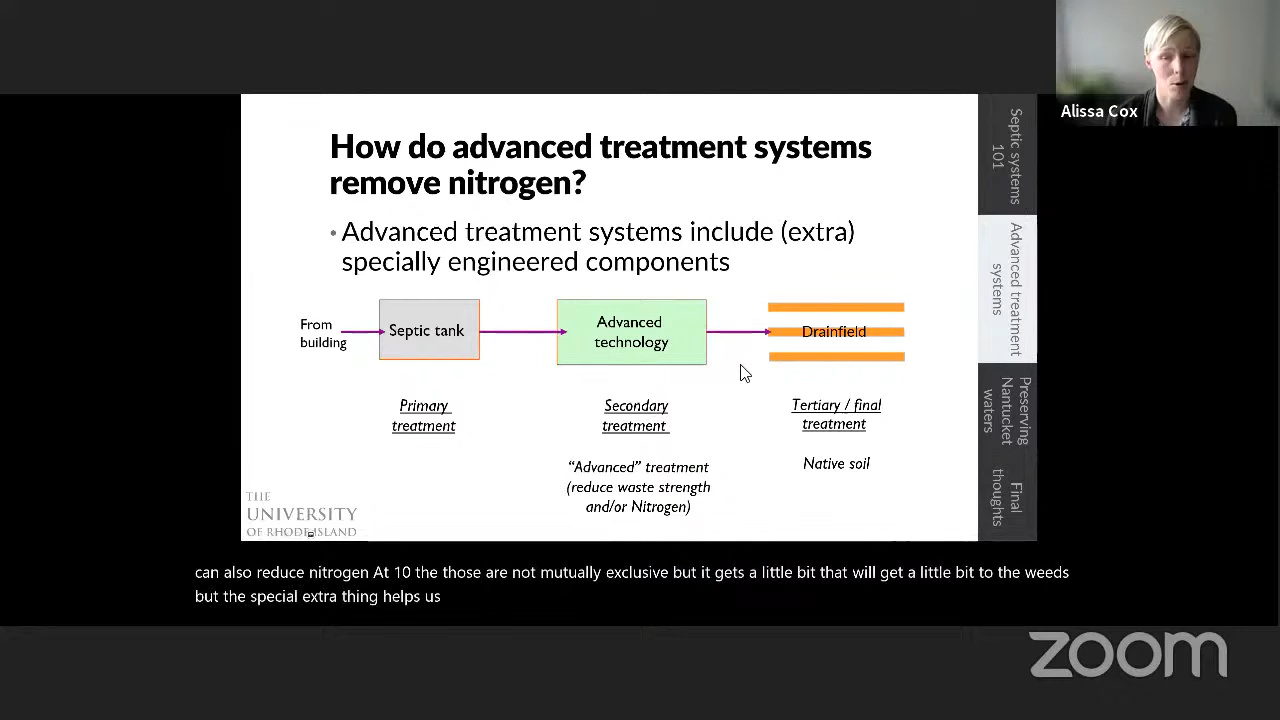 Alissa Cox
How do advanced treatment systems
remove nitrogen?
• Advanced treatment systems include (extra)
specially engineered components
From
building
Septic tank
Advanced
technology
Drainfield
Primary
treatment
Secondary
treatment
Tertiary / final
treatment
"Advanced" treatment
(reduce waste strength
and/or Nitrogen)
Native soil
THE
UNIVERSITY
OF RHODE ISLAND
Septic systems
101
Advanced treatment
systems
Preserving
Nantucket
waters
Final
thoughts
can also reduce nitrogen At 10 the those are not mutually exclusive but it gets a little bit that will get a little bit to the weeds
but the special extra thing helps us
zoom